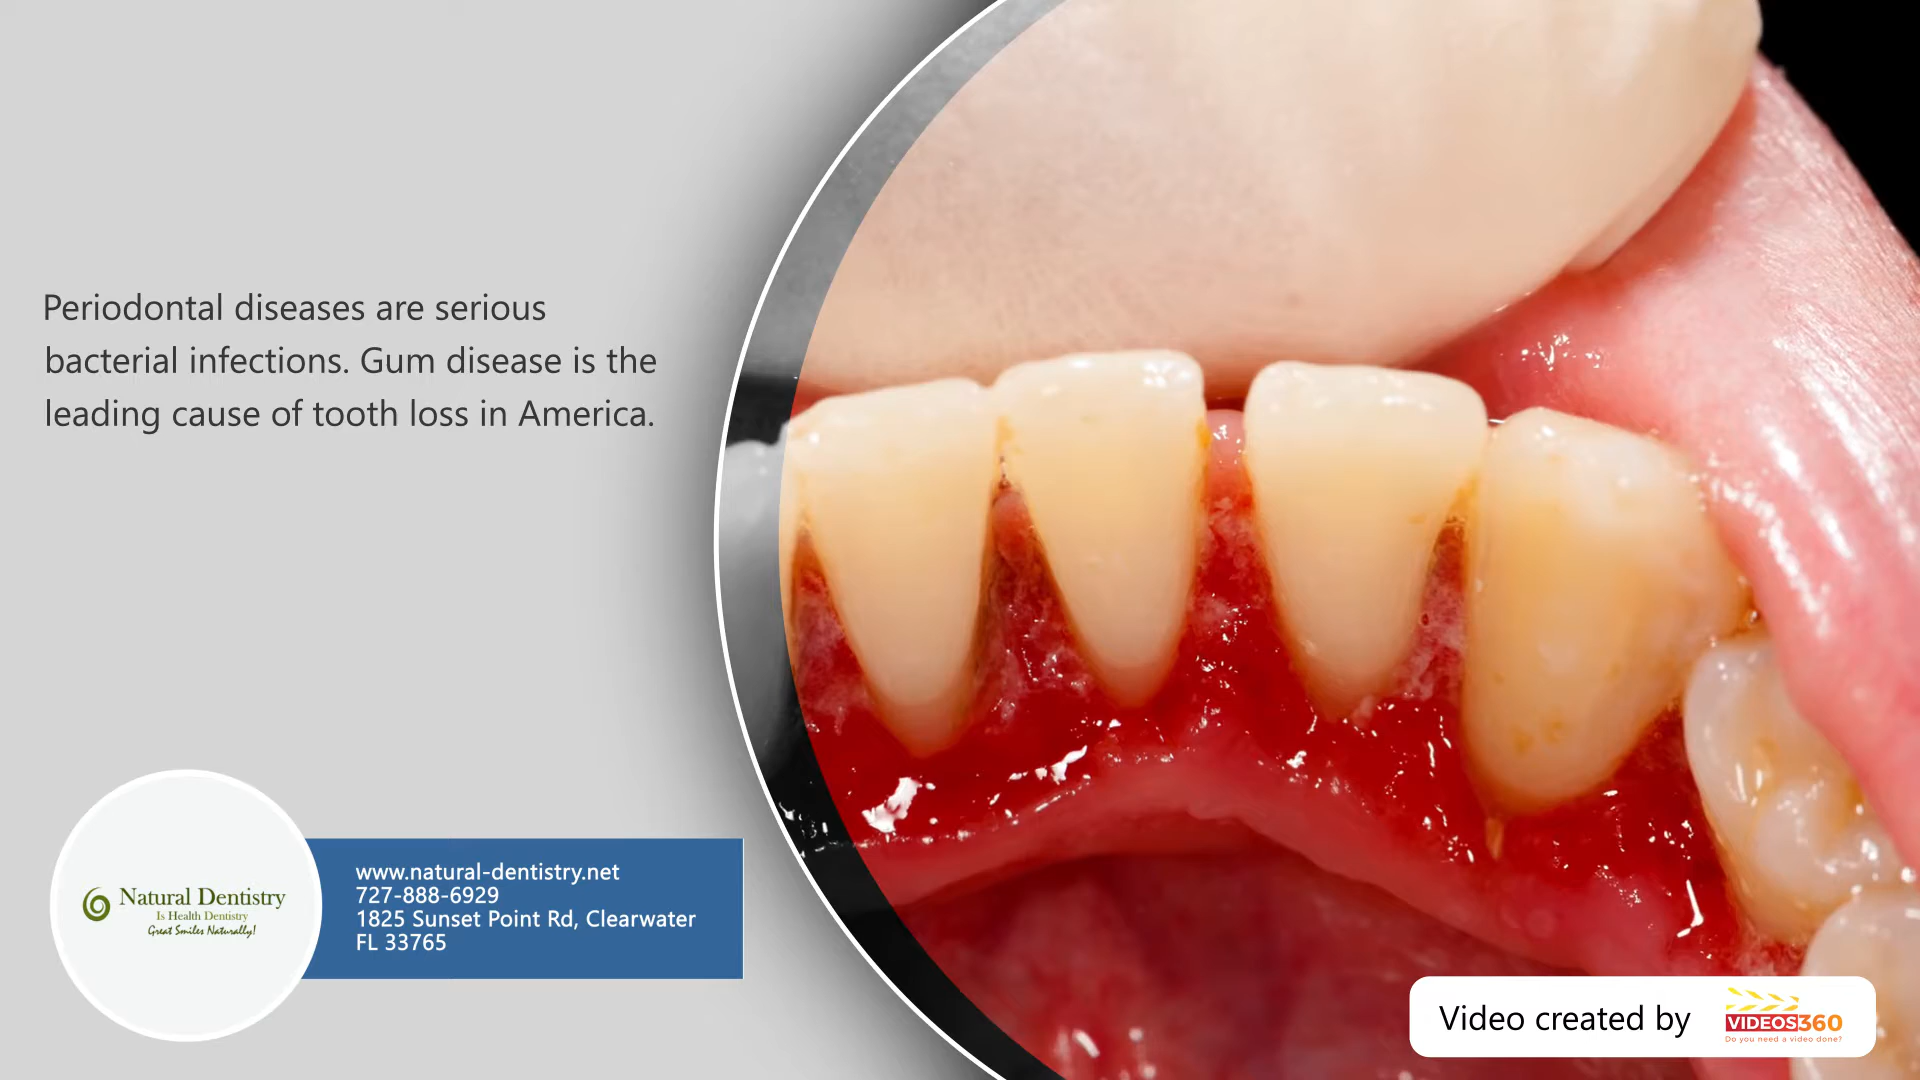 Periodontal diseases are serious
bacterial infections. Gum disease is the
leading cause of tooth loss in America.
Natural Dentistry
Is Health Dentistry
Great Smiles Naturally!
www.natural-dentistry.net
727-888-6929
1825 Sunset Point Rd, Clearwater
FL 33765
Video created by
VIDEOS360
Do you need a video done?